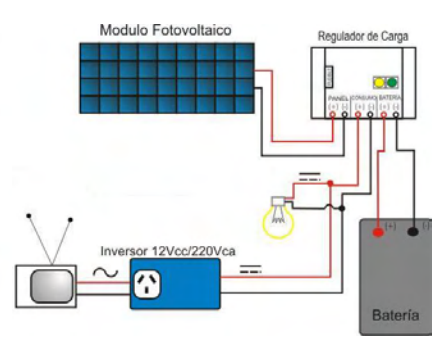 Modulo Fotovoltaico
Regulador de Carga
PANEL CONSUMO BATERIA
(+) (-) (+) (-) (+) (-)
(+) (-)
Inversor 12Vcc/220Vca
Batería